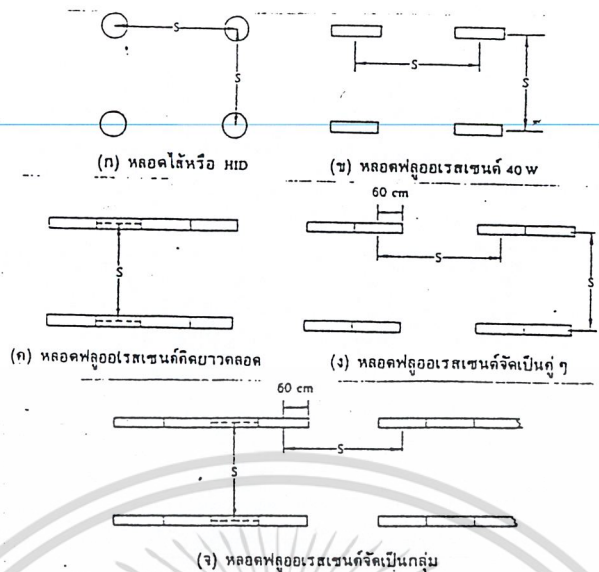 S
S
(ก) หลอดไส้หรือ HID
S
S
(ข) หลอดฟลูออเรสเซนต์ 40 W
S
(ค) หลอดฟลูออเรสเซนต์ติดยาวตลอด
60 cm
S
S
(ง) หลอดฟลูออเรสเซนต์จัดเป็นคู่ ๆ
60 cm
S
S
(จ) หลอดฟลูออเรสเซนต์จัดเป็นกลุ่ม